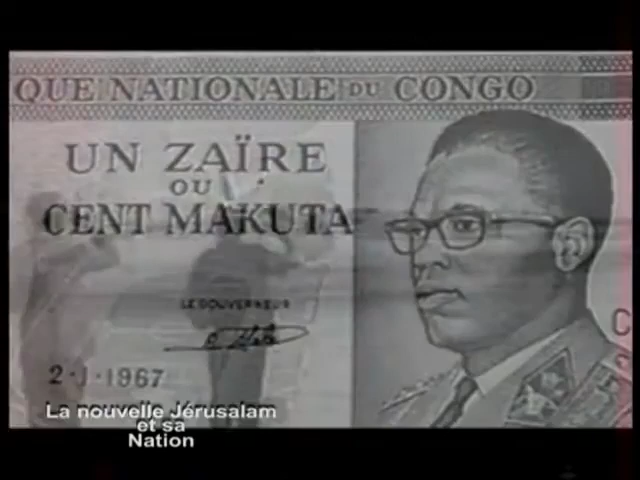 QUE NATIONALE DU CONGO
UN ZAÏRE
OU
CENT MAKUTA
LE GOUVERNEUR
2-1-1967
La nouvelle Jérusalam
et sa
Nation